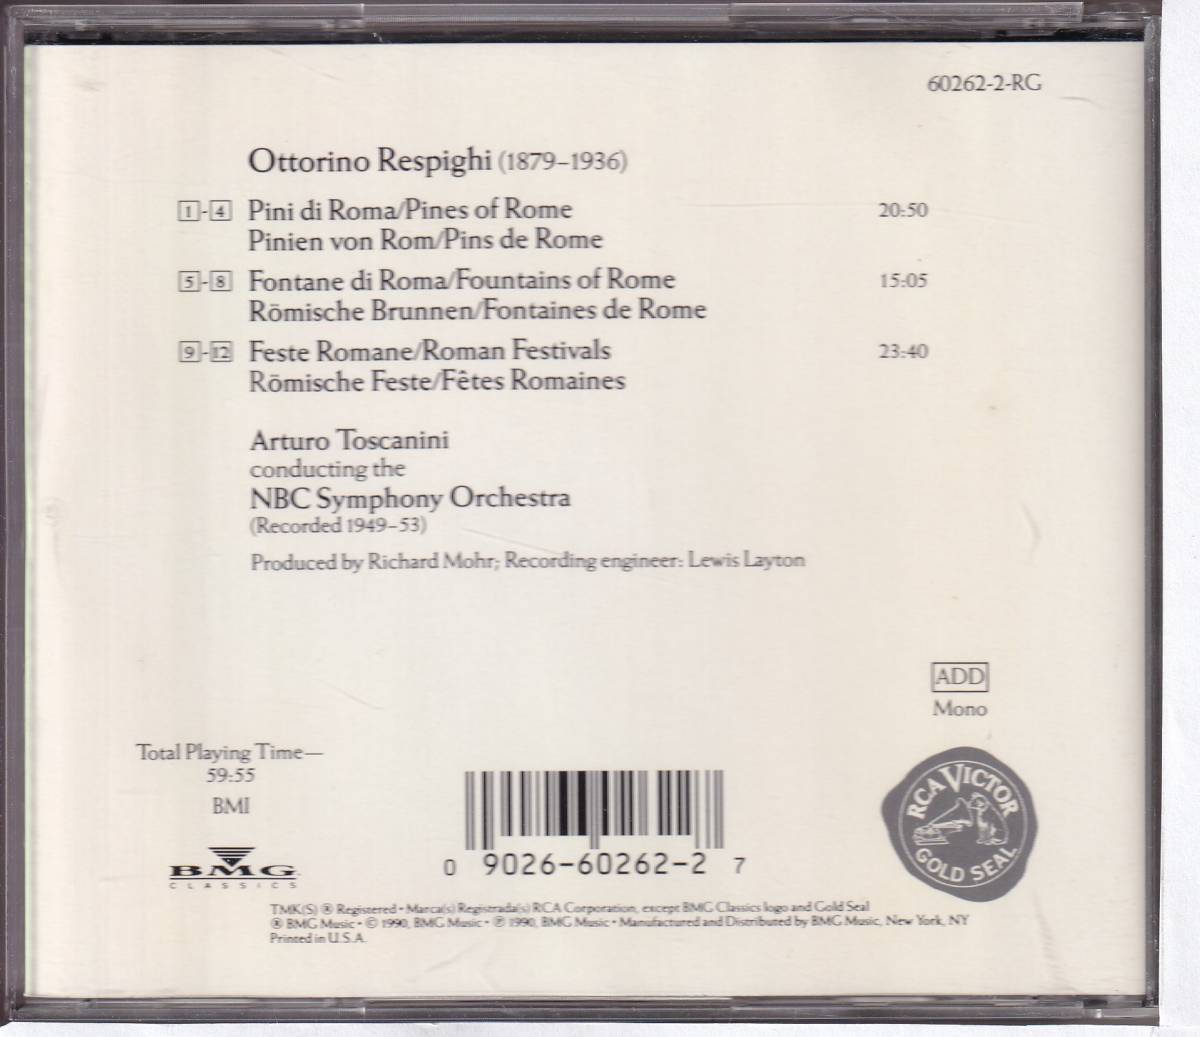 60262-2-RG
Ottorino Respighi (1879–1936)
1-4 Pini di Roma/Pines of Rome 20:50
Pinien von Rom/Pins de Rome
5-8 Fontane di Roma/Fountains of Rome 15:05
Römische Brunnen/Fontaines de Rome
9-12 Feste Romane/Roman Festivals 23:40
Römische Feste/Fêtes Romaines
Arturo Toscanini
conducting the
NBC Symphony Orchestra
(Recorded 1949–53)
Produced by Richard Mohr; Recording engineer: Lewis Layton
ADD
Mono
Total Playing Time—
59:55
BMI
BMG
CLASSICS
0 9026-60262-2 7
RCA VICTOR
GOLD SEAL
TMK(S) ® Registered • Marca(s) Registrada(s) RCA Corporation, except BMG Classics logo and Gold Seal
® BMG Music • © 1990, BMG Music • ℗ 1990, BMG Music • Manufactured and Distributed by BMG Music, New York, NY
Printed in U.S.A.